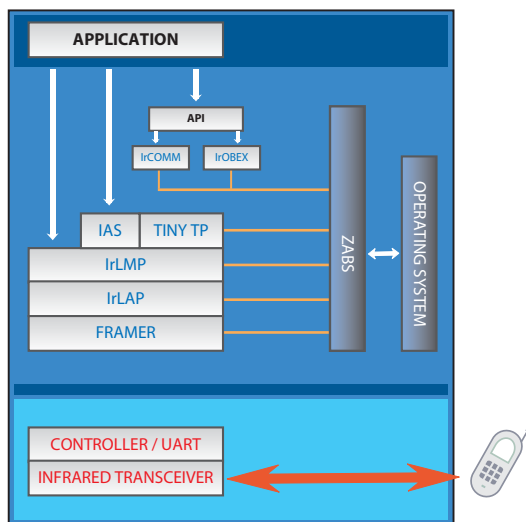 APPLICATION
API
IrCOMM
IrOBEX
IAS
TINY TP
IrLMP
IrLAP
FRAMER
ZABS
OPERATING SYSTEM
CONTROLLER / UART
INFRARED TRANSCEIVER